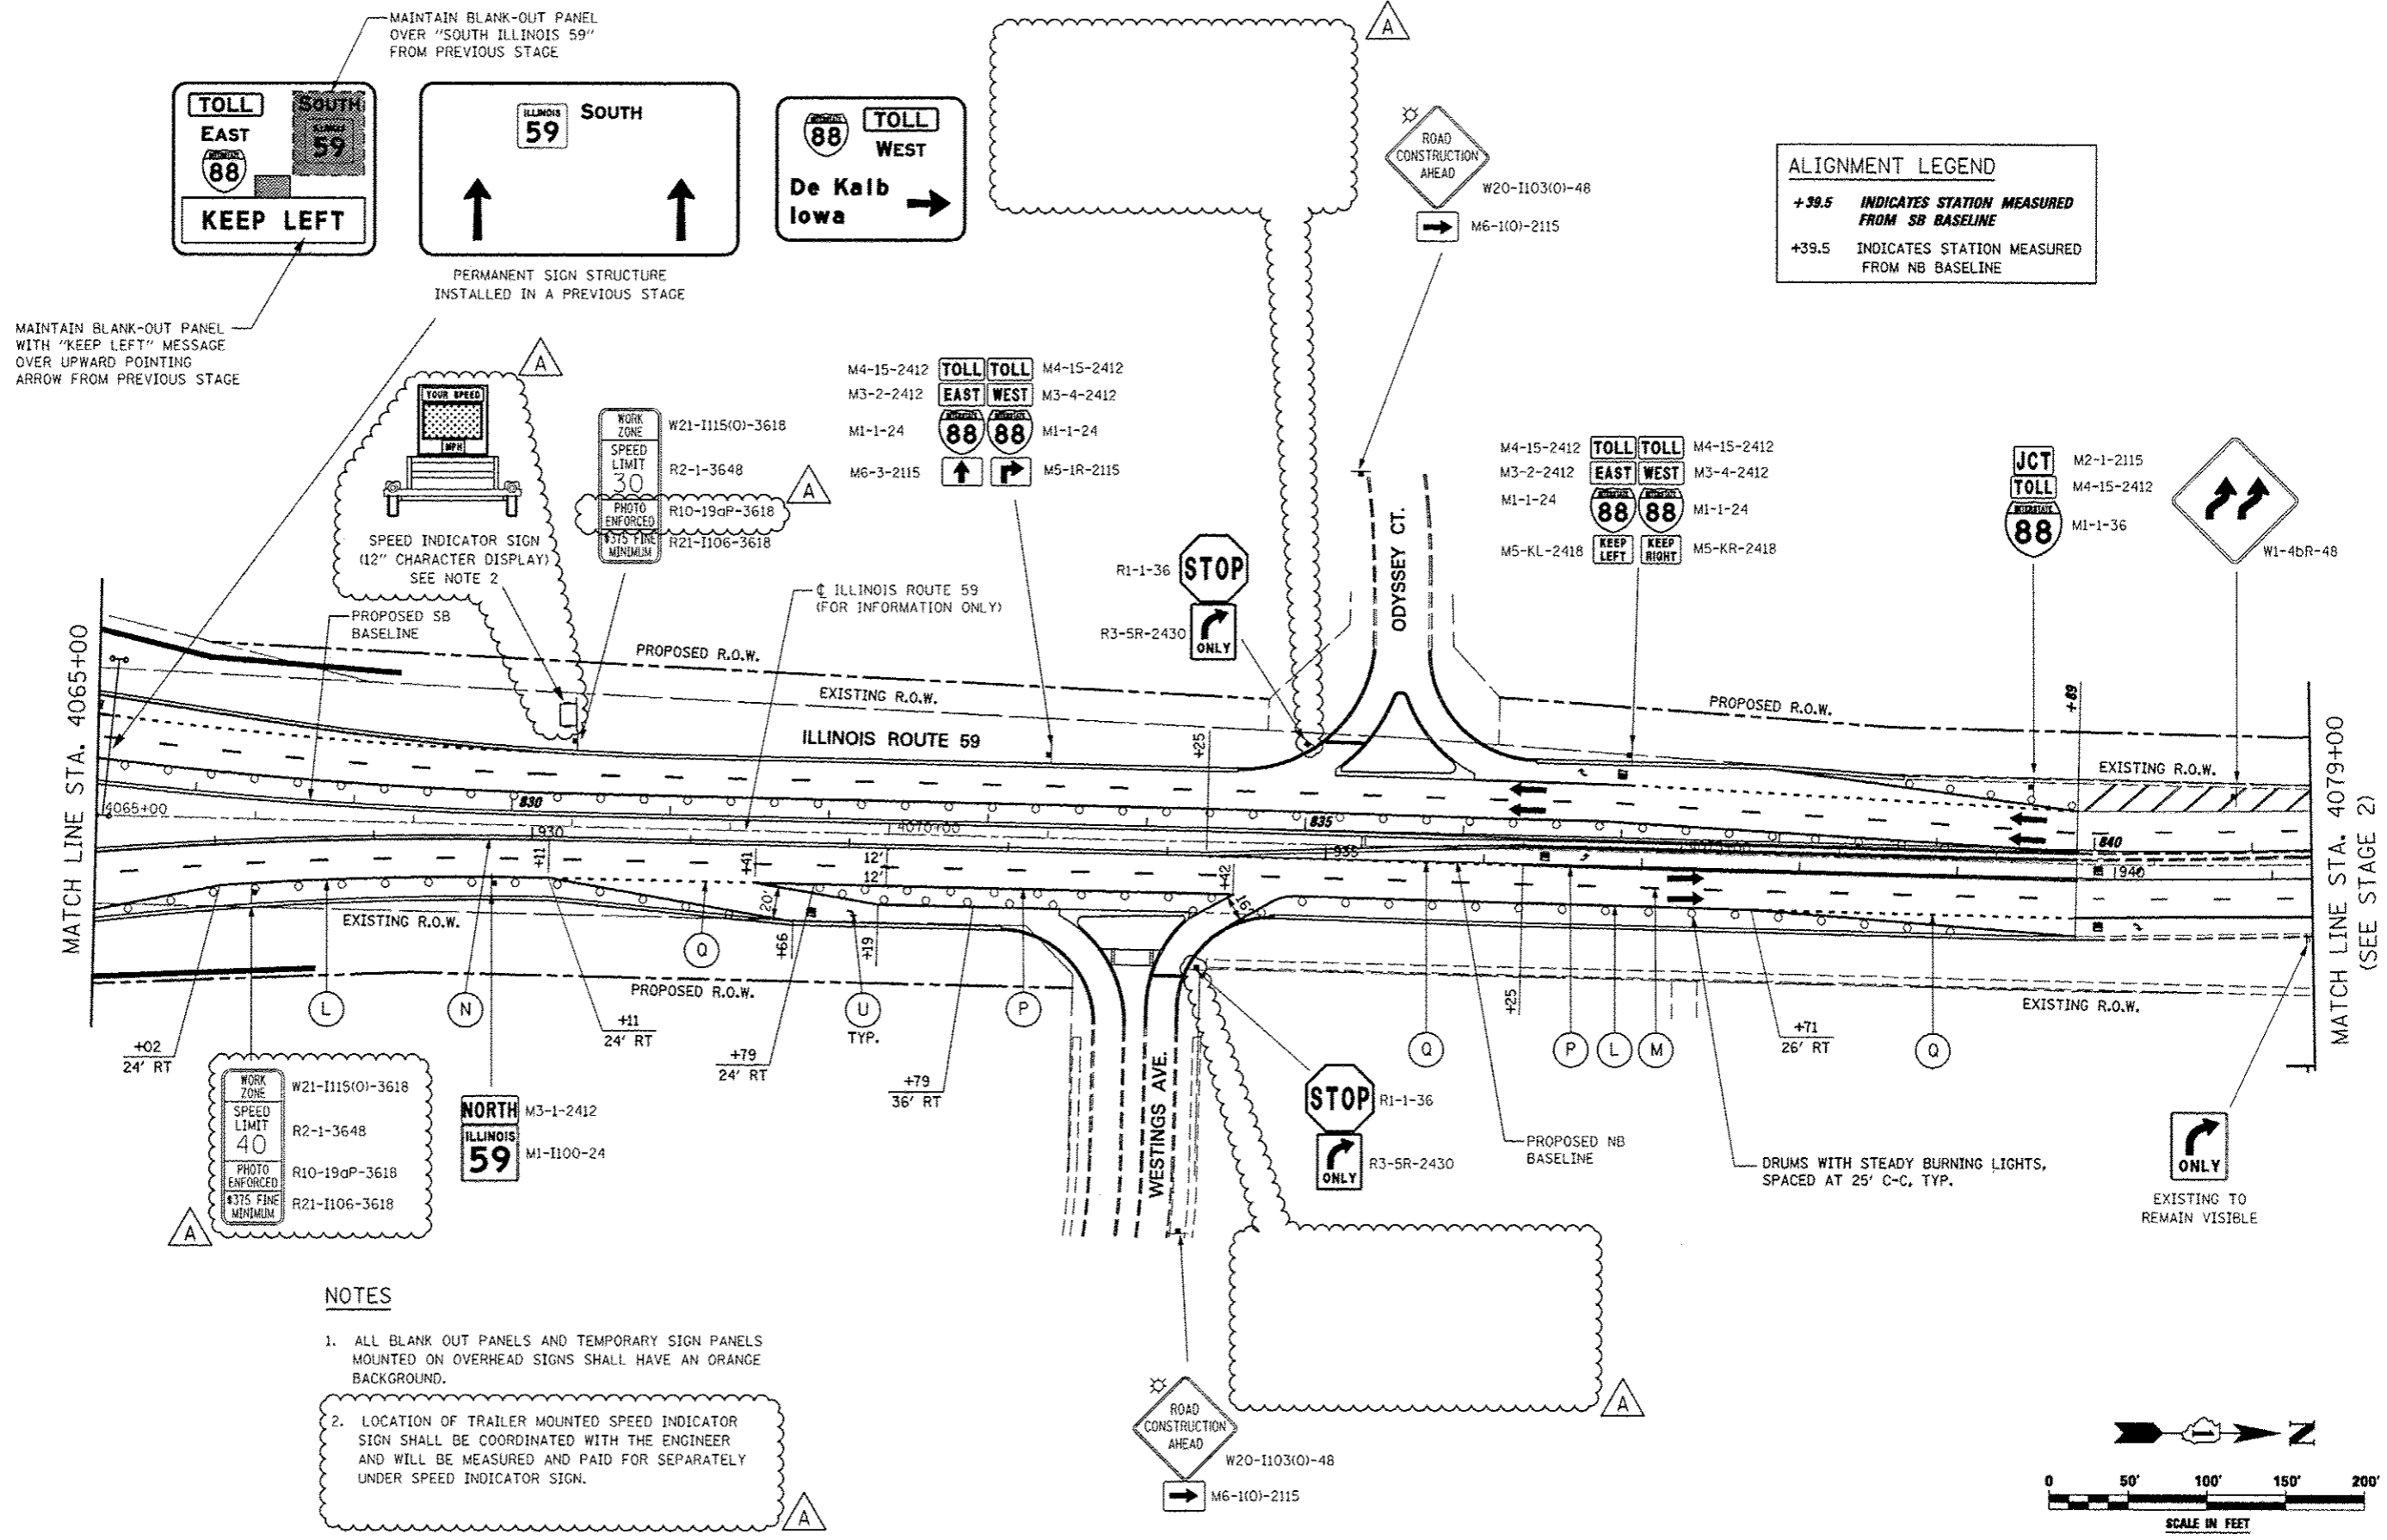 MAINTAIN BLANK-OUT PANEL
OVER "SOUTH ILLINOIS 59"
FROM PREVIOUS STAGE
A
TOLL
EAST
INTERSTATE
88
SOUTH
ILLINOIS
59
KEEP LEFT
ILLINOIS
59
SOUTH
INTERSTATE
88
TOLL
WEST
De Kalb
Iowa
PERMANENT SIGN STRUCTURE
INSTALLED IN A PREVIOUS STAGE
MAINTAIN BLANK-OUT PANEL
WITH "KEEP LEFT" MESSAGE
OVER UPWARD POINTING
ARROW FROM PREVIOUS STAGE
ROAD
CONSTRUCTION
AHEAD
W20-I103(O)-48
M6-1(O)-2115
ALIGNMENT LEGEND
+39.5 INDICATES STATION MEASURED
FROM SB BASELINE
+39.5 INDICATES STATION MEASURED
FROM NB BASELINE
A
YOUR SPEED
MPH
SPEED INDICATOR SIGN
(12" CHARACTER DISPLAY)
SEE NOTE 2
WORK
ZONE
SPEED
LIMIT
30
PHOTO
ENFORCED
$375 FINE
MINIMUM
W21-I115(O)-3618
R2-1-3648
R10-19aP-3618
R21-I106-3618
A
M4-15-2412 TOLL TOLL M4-15-2412
M3-2-2412 EAST WEST M3-4-2412
INTERSTATE INTERSTATE
M1-1-24 88 88 M1-1-24
M6-3-2115 M5-1R-2115
R1-1-36 STOP
R3-5R-2430 ONLY
ODYSSEY CT.
M4-15-2412 TOLL TOLL M4-15-2412
M3-2-2412 EAST WEST M3-4-2412
INTERSTATE INTERSTATE
M1-1-24 88 88 M1-1-24
M5-KL-2418 KEEP LEFT KEEP RIGHT M5-KR-2418
JCT M2-1-2115
TOLL M4-15-2412
INTERSTATE
88 M1-1-36
W1-4bR-48
℄ ILLINOIS ROUTE 59
(FOR INFORMATION ONLY)
PROPOSED SB
BASELINE
MATCH LINE STA. 4065+00
PROPOSED R.O.W.
EXISTING R.O.W.
ILLINOIS ROUTE 59
+25
PROPOSED R.O.W.
+89
EXISTING R.O.W.
MATCH LINE STA. 4079+00
(SEE STAGE 2)
4065+00
830
930
4070+00
835
935
840
940
+11
+41
12'
12'
+42
20'
16'
+66
+19
+25
EXISTING R.O.W.
PROPOSED R.O.W.
EXISTING R.O.W.
L
N
Q
U
TYP.
P
Q
P
L
M
Q
+02
24' RT
+11
24' RT
+79
24' RT
+79
36' RT
+71
26' RT
WORK
ZONE
SPEED
LIMIT
40
PHOTO
ENFORCED
$375 FINE
MINIMUM
W21-I115(O)-3618
R2-1-3648
R10-19aP-3618
R21-I106-3618
A
NORTH M3-1-2412
ILLINOIS
59 M1-I100-24
WESTINGS AVE.
STOP R1-1-36
ONLY R3-5R-2430
PROPOSED NB
BASELINE
DRUMS WITH STEADY BURNING LIGHTS,
SPACED AT 25' C-C, TYP.
ONLY
EXISTING TO
REMAIN VISIBLE
NOTES
1. ALL BLANK OUT PANELS AND TEMPORARY SIGN PANELS
MOUNTED ON OVERHEAD SIGNS SHALL HAVE AN ORANGE
BACKGROUND.
2. LOCATION OF TRAILER MOUNTED SPEED INDICATOR
SIGN SHALL BE COORDINATED WITH THE ENGINEER
AND WILL BE MEASURED AND PAID FOR SEPARATELY
UNDER SPEED INDICATOR SIGN.
A
ROAD
CONSTRUCTION
AHEAD
W20-I103(O)-48
M6-1(O)-2115
A
N
0 50' 100' 150' 200'
SCALE IN FEET